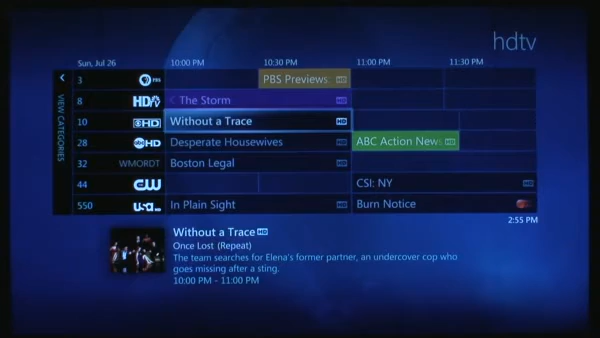 hdtv
Sun, Jul 26 10:00 PM 10:30 PM 11:00 PM 11:30 PM
VIEW CATEGORIES
3 PBS PBS Previews: HD
8 HD The Storm HD
10 HD Without a Trace HD
28 abc HD Desperate Housewives HD ABC Action News HD
32 WMORDT Boston Legal
44 CW CSI: NY HD
550 usa In Plain Sight HD Burn Notice
2:55 PM
Without a Trace HD
Once Lost (Repeat)
The team searches for Elena's former partner, an undercover cop who
goes missing after a sting.
10:00 PM - 11:00 PM